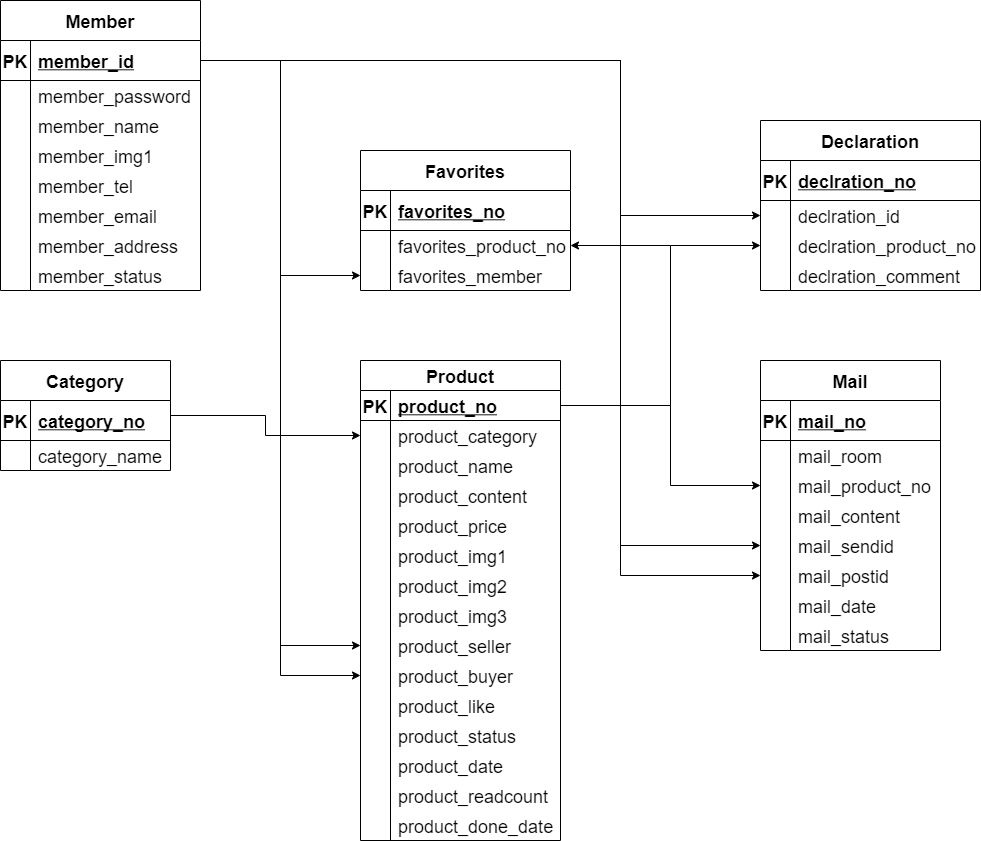 Member
PK member_id
member_password
member_name
member_img1
member_tel
member_email
member_address
member_status
Favorites
PK favorites_no
favorites_product_no
favorites_member
Declaration
PK declration_no
declration_id
declration_product_no
declration_comment
Category
PK category_no
category_name
Product
PK product_no
product_category
product_name
product_content
product_price
product_img1
product_img2
product_img3
product_seller
product_buyer
product_like
product_status
product_date
product_readcount
product_done_date
Mail
PK mail_no
mail_room
mail_product_no
mail_content
mail_sendid
mail_postid
mail_date
mail_status